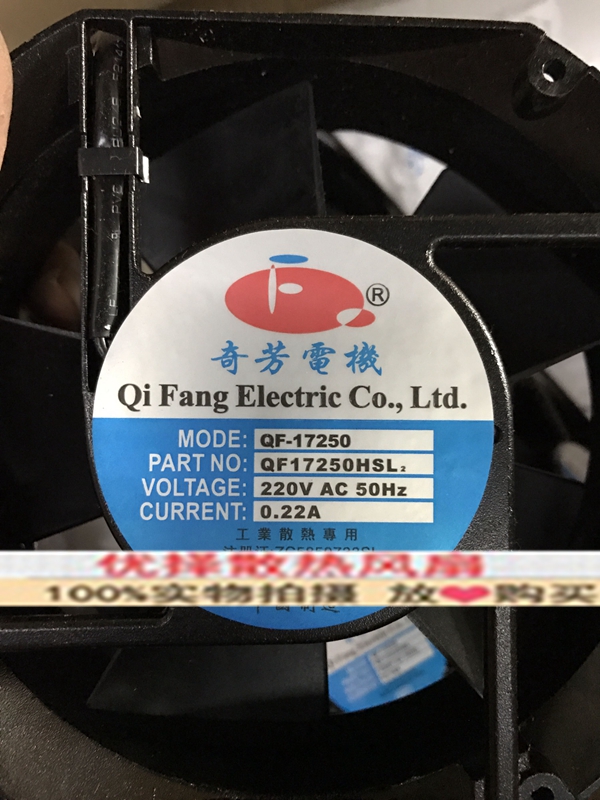 ®
奇芳電機
Qi Fang Electric Co., Ltd.
MODE: QF-17250
PART NO: QF17250HSL₂
VOLTAGE: 220V AC 50Hz
CURRENT: 0.22A
工業散熱專用
优择散热风扇
100%实物拍摄 放❤购买